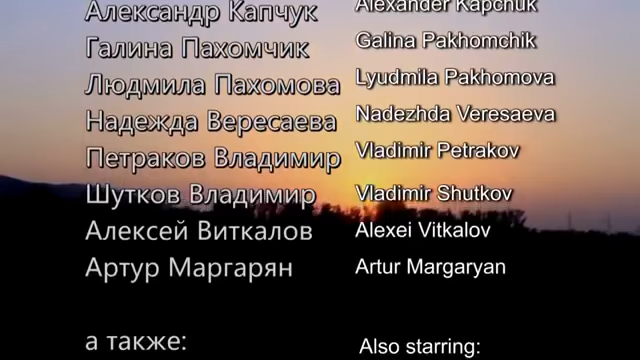 Александр Капчук Alexander Kapchuk
Галина Пахомчик Galina Pakhomchik
Людмила Пахомова Lyudmila Pakhomova
Надежда Вересаева Nadezhda Veresaeva
Петраков Владимир Vladimir Petrakov
Шутков Владимир Vladimir Shutkov
Алексей Виткалов Alexei Vitkalov
Артур Маргарян Artur Margaryan
а также: Also starring: